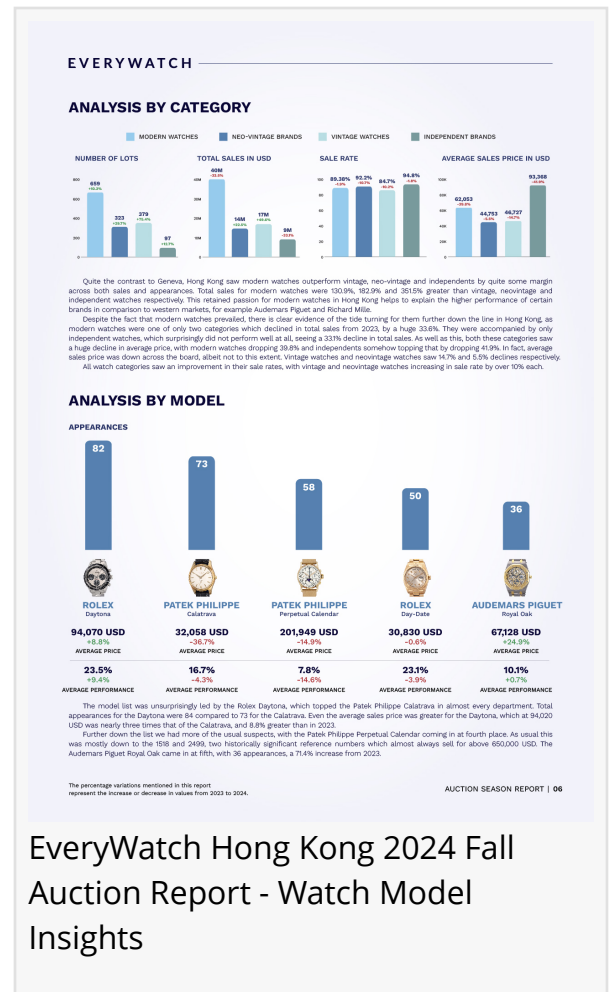 EVERYWATCH
ANALYSIS BY CATEGORY
MODERN WATCHES NEO-VINTAGE BRANDS VINTAGE WATCHES INDEPENDENT BRANDS
NUMBER OF LOTS
800
600
400
200
0
659
323
379
97
TOTAL SALES IN USD
40M
30M
20M
10M
0
60M
14M
17M
9M
SALE RATE
100
80
60
40
20
0
89,38%
92.2%
84.7%
94.8%
AVERAGE SALES PRICE IN USD
100K
80K
60K
40K
20K
0
62,053
44,753
46,727
93,368
Quite the contrast to Geneva, Hong Kong saw modern watches outperform vintage, neo-vintage and independents by quite some margin
across both sales and appearances. Total sales for modern watches were 130.9%, 182.9% and 351.5% greater than vintage, neovintage and
independent watches respectively. This retained passion for modern watches in Hong Kong helps to explain the higher performance of certain
brands in comparison to western markets, for example Audemars Piguet and Richard Mille.
Despite the fact that modern watches prevailed, there is clear evidence of the tide turning for them further down the line in Hong Kong, as
modern watches were one of only two categories which declined in total sales from 2023, by a huge 33.6%. They were accompanied by only
independent watches, which surprisingly did not perform well at all, seeing a 33.1% decline in total sales. As well as this, both these categories saw
a huge decline in average price, with modern watches dropping 39.8% and independents somehow topping that by dropping 41.9%. In fact, average
sales price was down across the board, albeit not to this extent. Vintage watches and neovintage watches saw 14.7% and 5.5% declines respectively.
All watch categories saw an improvement in their sale rates, with vintage and neovintage watches increasing in sale rate by over 10% each.
ANALYSIS BY MODEL
APPEARANCES
82
73
58
50
36
ROLEX
Daytona
94,070 USD
+8.8%
AVERAGE PRICE
23.5%
+9.4%
AVERAGE PERFORMANCE
PATEK PHILIPPE
Calatrava
32,058 USD
-36.7%
AVERAGE PRICE
16.7%
-4.3%
AVERAGE PERFORMANCE
PATEK PHILIPPE
Perpetual Calendar
201,949 USD
-14.9%
AVERAGE PRICE
7.8%
-14.6%
AVERAGE PERFORMANCE
ROLEX
Day-Date
30,830 USD
-0.6%
AVERAGE PRICE
23.1%
-3.9%
AVERAGE PERFORMANCE
AUDEMARS PIGUET
Royal Oak
67,128 USD
+24.9%
AVERAGE PRICE
10.1%
+0.7%
AVERAGE PERFORMANCE
The model list was unsurprisingly led by the Rolex Daytona, which topped the Patek Philippe Calatrava in almost every department. Total
appearances for the Daytona were 84 compared to 73 for the Calatrava. Even the average sales price was greater for the Daytona, which at 94,020
USD was nearly three times that of the Calatrava, and 8.8% greater than in 2023.
Further down the list we had more of the usual suspects, with the Patek Philippe Perpetual Calendar coming in at fourth place. As usual this
was mostly down to the 1518 and 2499, two historically significant reference numbers which almost always sell for above 650,000 USD. The
Audemars Piguet Royal Oak came in at fifth, with 36 appearances, a 71.4% increase from 2023.
The percentage variations mentioned in this report
represent the increase or decrease in values from 2023 to 2024.
AUCTION SEASON REPORT | 06
EveryWatch Hong Kong 2024 Fall
Auction Report - Watch Model
Insights